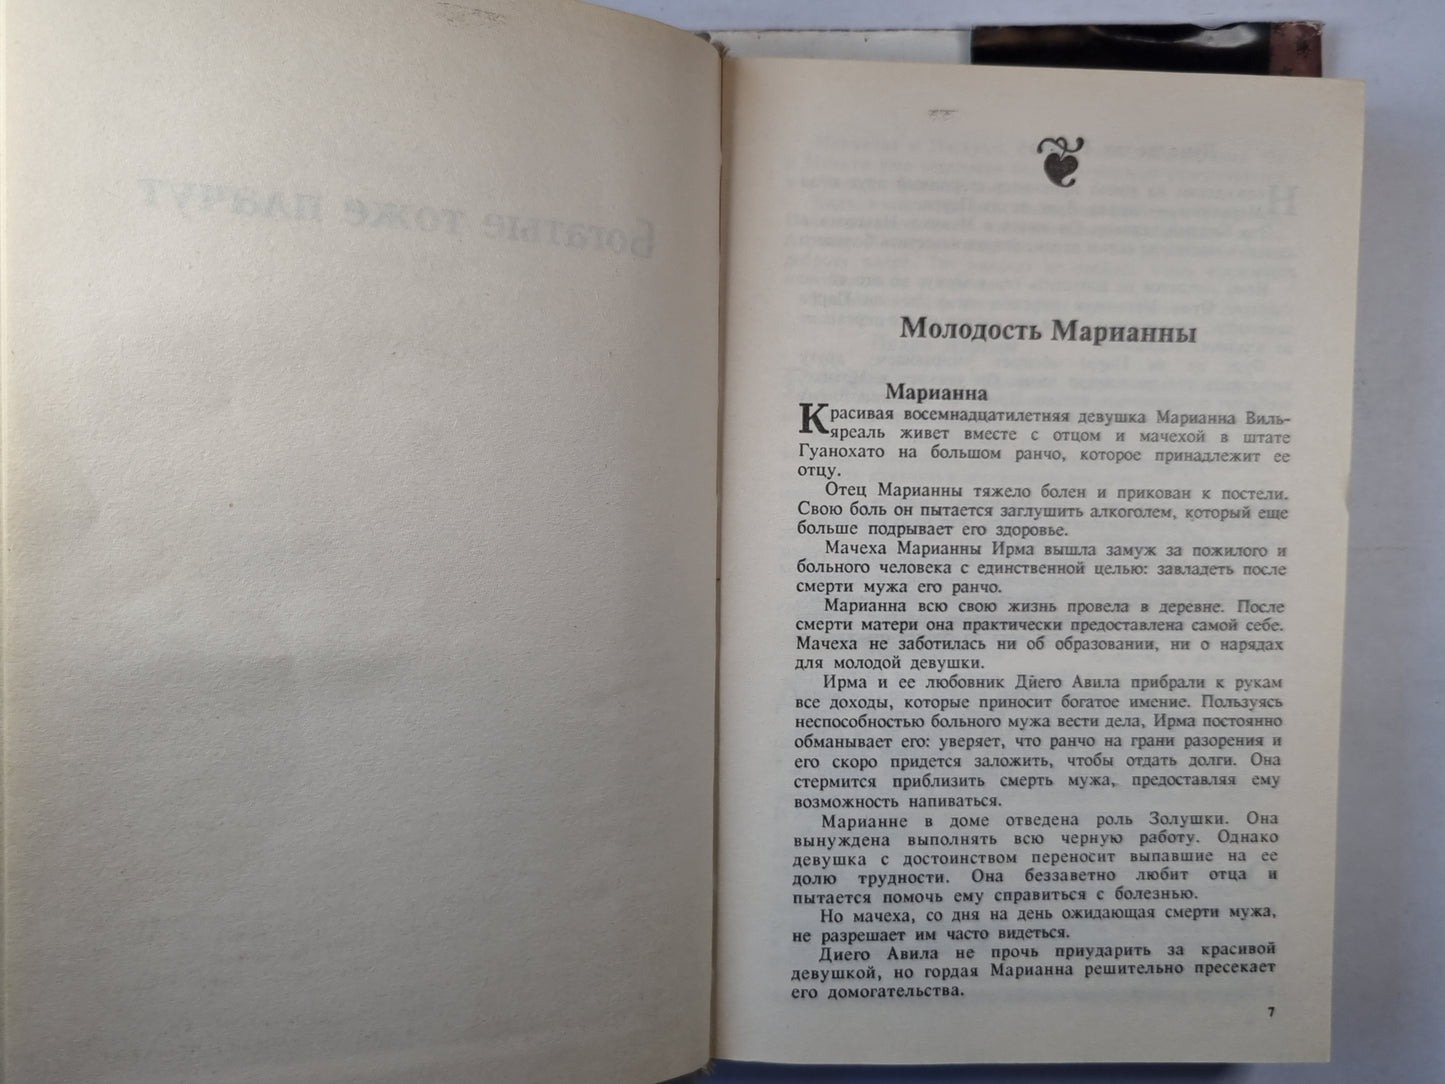 Богатые тоже плачут
Молодость Марианны
Марианна
Красивая восемнадцатилетняя девушка Марианна Виль-
яреаль живет вместе с отцом и мачехой в штате
Гуанохато на большом ранчо, которое принадлежит ее
отцу.
Отец Марианны тяжело болен и прикован к постели.
Свою боль он пытается заглушить алкоголем, который еще
больше подрывает его здоровье.
Мачеха Марианны Ирма вышла замуж за пожилого и
больного человека с единственной целью: завладеть после
смерти мужа его ранчо.
Марианна всю свою жизнь провела в деревне. После
смерти матери она практически предоставлена самой себе.
Мачеха не заботилась ни об образовании, ни о нарядах
для молодой девушки.
Ирма и ее любовник Дйего Авила прибрали к рукам
все доходы, которые приносит богатое имение. Пользуясь
неспособностью больного мужа вести дела, Ирма постоянно
обманывает его: уверяет, что ранчо на грани разорения и
его скоро придется заложить, чтобы отдать долги. Она
стермится приблизить смерть мужа, предоставляя ему
возможность напиваться.
Марианне в доме отведена роль Золушки. Она
вынуждена выполнять всю черную работу. Однако
девушка с достоинством переносит выпавшие на ее
долю трудности. Она беззаветно любит отца и
пытается помочь ему справиться с болезнью.
Но мачеха, со дня на день ожидающая смерти мужа,
не разрешает им часто видеться.
Диего Авила не прочь приударить за красивой
девушкой, но гордая Марианна решительно пресекает
его домогательства.
7